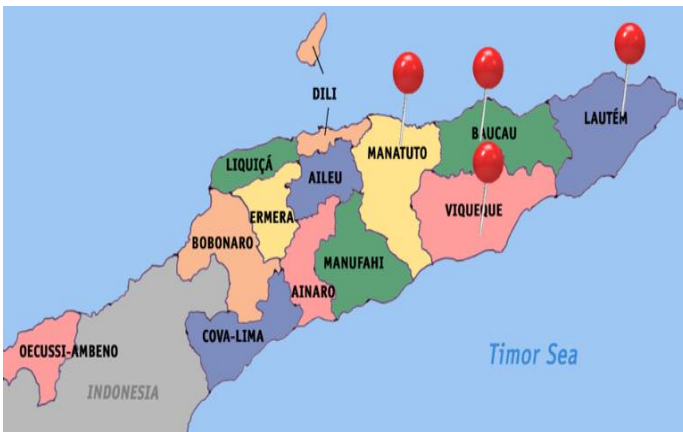 DILI
BAUCAU
LAUTÉM
MANATUTO
LIQUIÇÁ
AILEU
VIQUEQUE
ERMERA
BOBONARO
MANUFAHI
AINARO
COVA-LIMA
OECUSSI-AMBENO
Timor Sea
INDONESIA